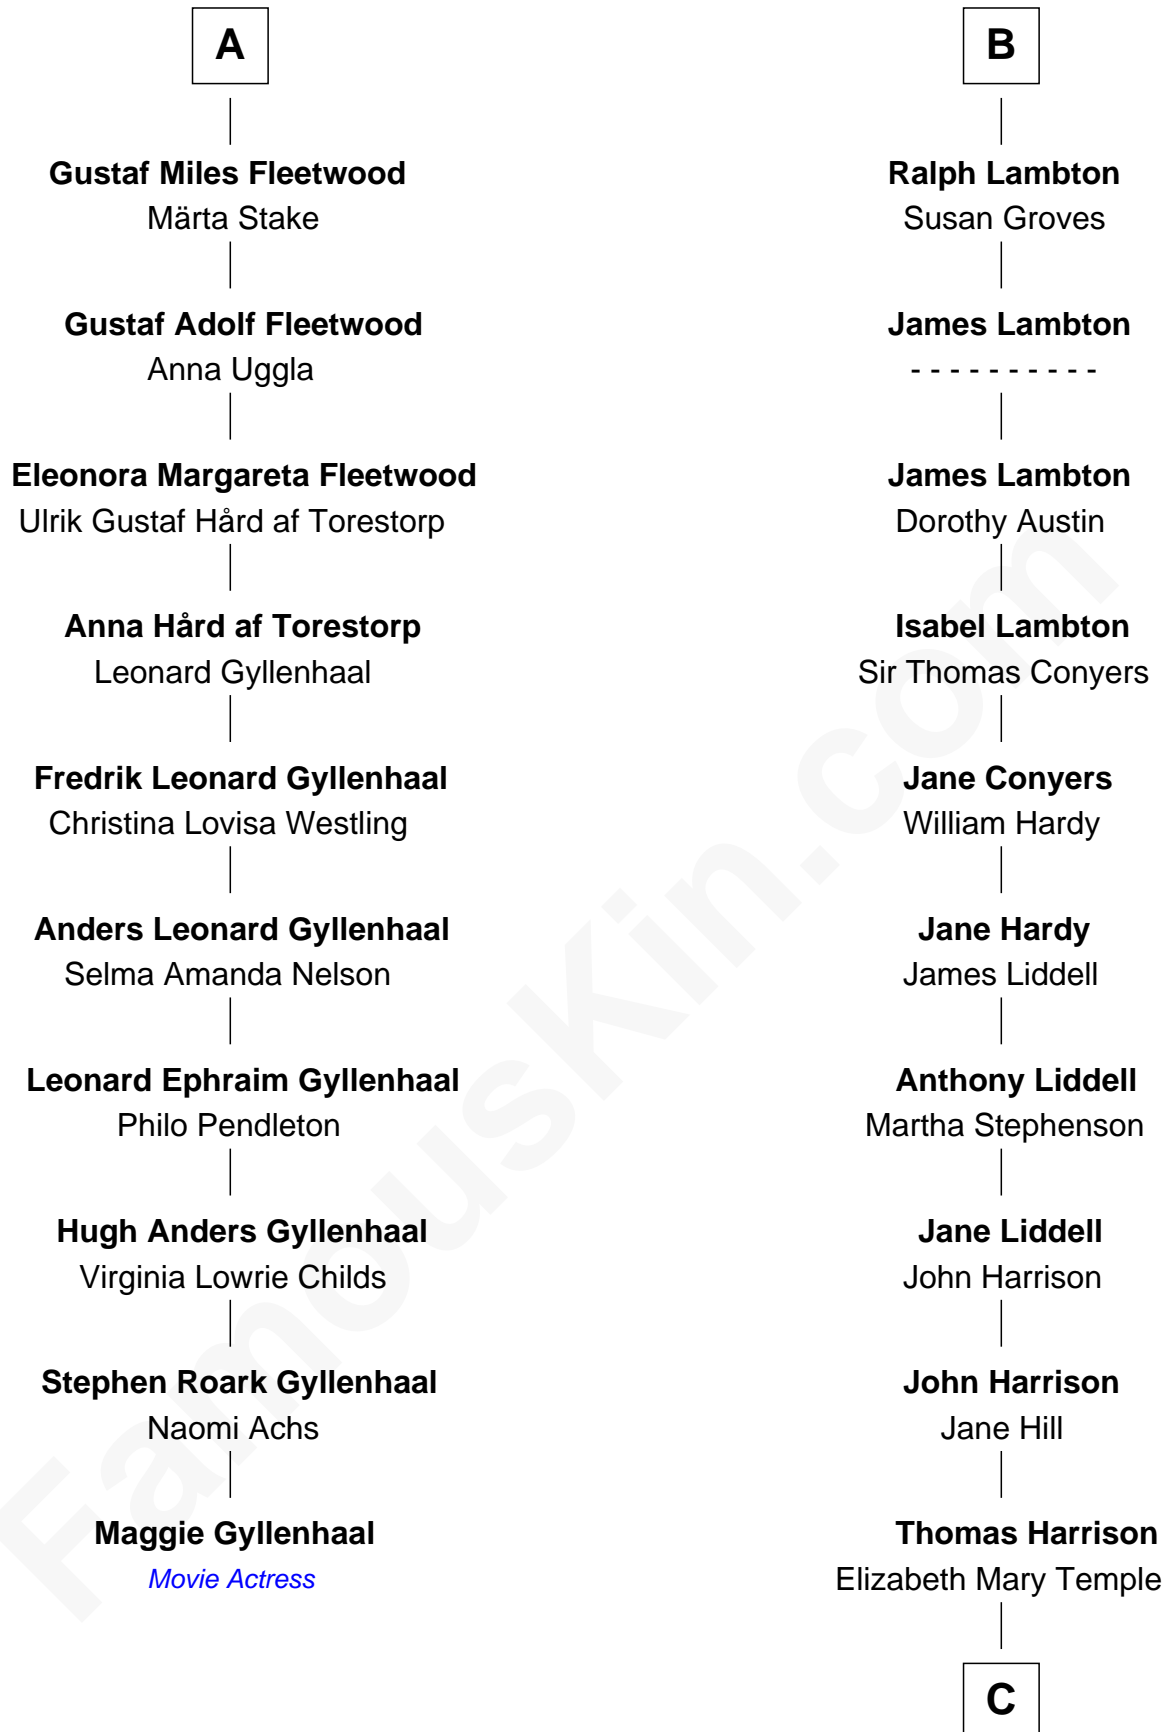 A
Gustaf Miles Fleetwood
Märta Stake
Gustaf Adolf Fleetwood
Anna Uggla
Eleonora Margareta Fleetwood
Ulrik Gustaf Hård af Torestorp
Anna Hård af Torestorp
Leonard Gyllenhaal
Fredrik Leonard Gyllenhaal
Christina Lovisa Westling
Anders Leonard Gyllenhaal
Selma Amanda Nelson
Leonard Ephraim Gyllenhaal
Philo Pendleton
Hugh Anders Gyllenhaal
Virginia Lowrie Childs
Stephen Roark Gyllenhaal
Naomi Achs
Maggie Gyllenhaal
Movie Actress
B
Ralph Lambton
Susan Groves
James Lambton
- - - - - - - - - -
James Lambton
Dorothy Austin
Isabel Lambton
Sir Thomas Conyers
Jane Conyers
William Hardy
Jane Hardy
James Liddell
Anthony Liddell
Martha Stephenson
Jane Liddell
John Harrison
John Harrison
Jane Hill
Thomas Harrison
Elizabeth Mary Temple
C
FamousKin.com